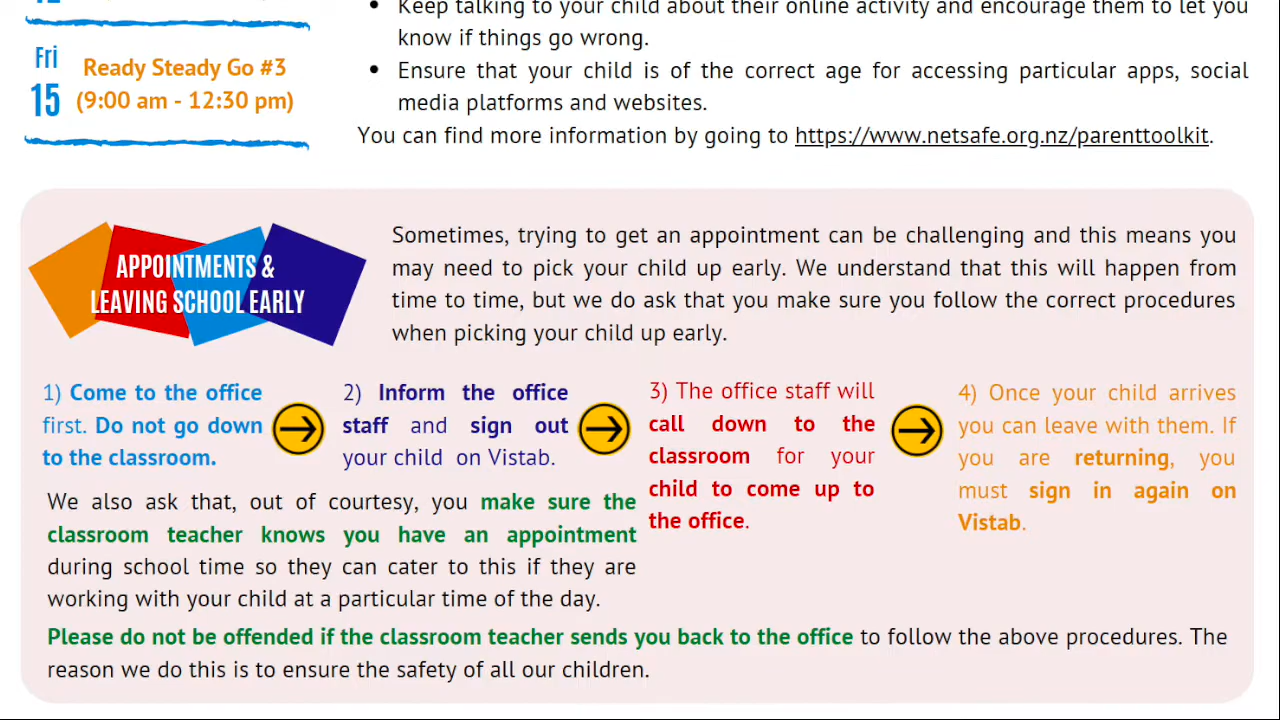 Keep talking to your child about their online activity and encourage them to let you
know if things go wrong.
Fri
15
Ready Steady Go #3
(9:00 am - 12:30 pm)
• Ensure that your child is of the correct age for accessing particular apps, social
media platforms and websites.
You can find more information by going to https://www.netsafe.org.nz/parenttoolkit.
APPOINTMENTS &
LEAVING SCHOOL EARLY
Sometimes, trying to get an appointment can be challenging and this means you
may need to pick your child up early. We understand that this will happen from
time to time, but we do ask that you make sure you follow the correct procedures
when picking your child up early.
1) Come to the office
first. Do not go down
to the classroom.
2) Inform the office
staff and sign out
your child on Vistab.
3) The office staff will
call down to the
classroom for your
child to come up to
the office.
4) Once your child arrives
you can leave with them. If
you are returning, you
must sign in again on
Vistab.
We also ask that, out of courtesy, you make sure the
classroom teacher knows you have an appointment
during school time so they can cater to this if they are
working with your child at a particular time of the day.
Please do not be offended if the classroom teacher sends you back to the office to follow the above procedures. The
reason we do this is to ensure the safety of all our children.